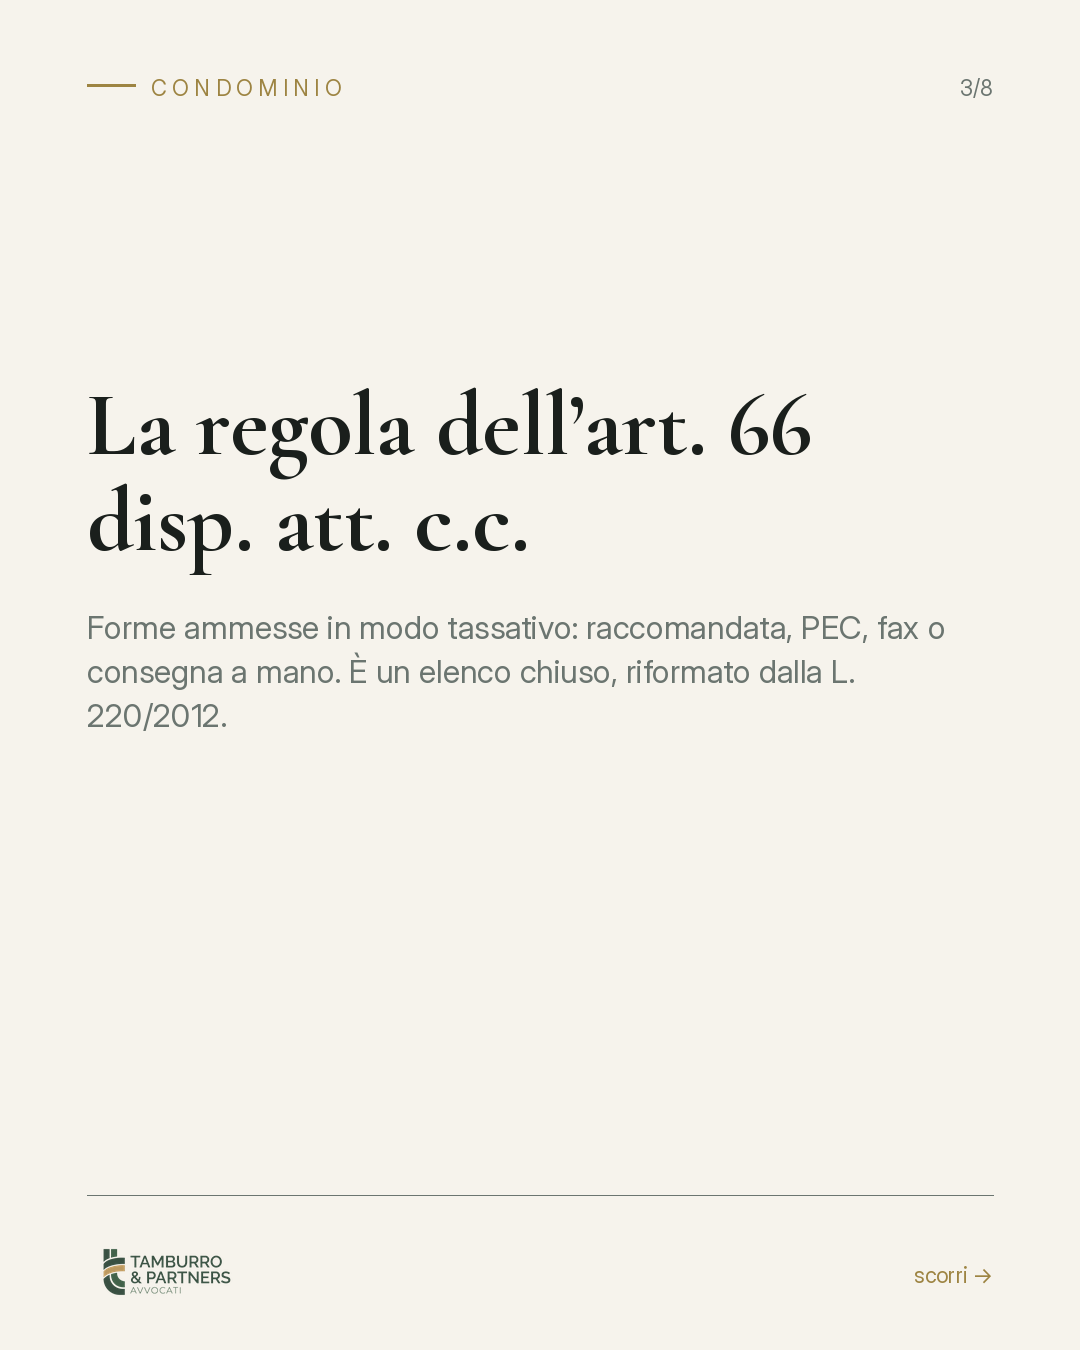 CONDOMINIO
3/8
La regola dell’art. 66
disp. att. c.c.
Forme ammesse in modo tassativo: raccomandata, PEC, fax o
consegna a mano. È un elenco chiuso, riformato dalla L.
220/2012.
TAMBURRO
& PARTNERS
AVVOCATI
scorri →